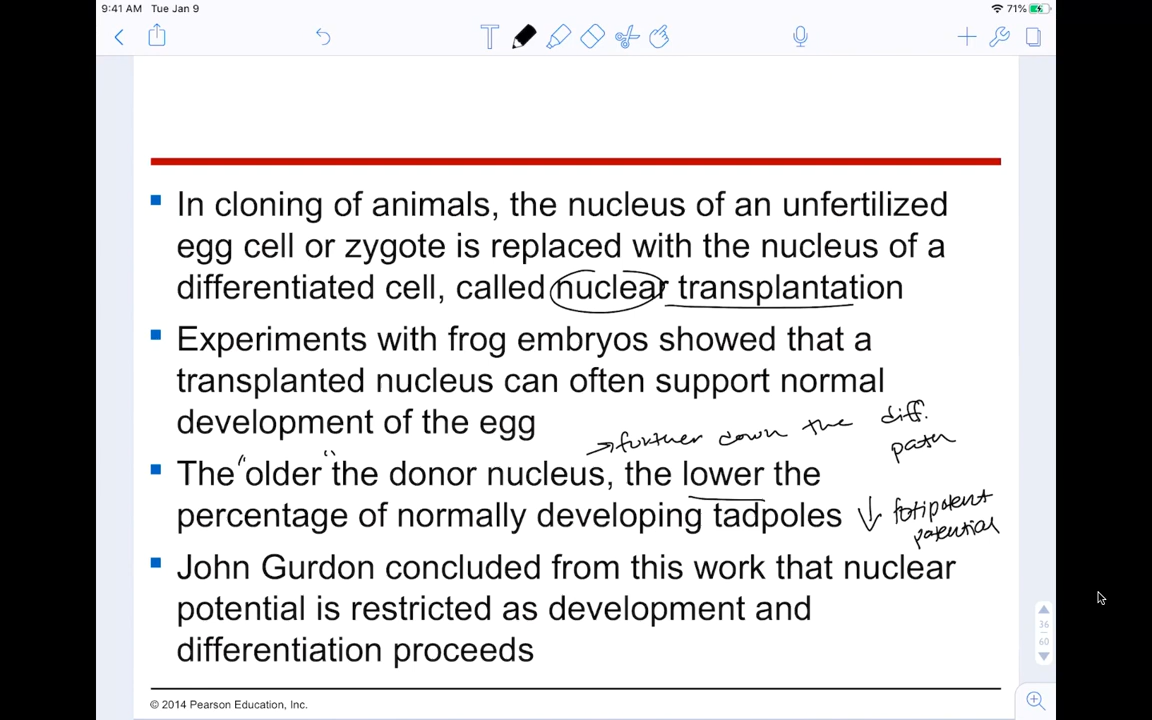 9:41 AM Tue Jan 9
71%
T
In cloning of animals, the nucleus of an unfertilized
egg cell or zygote is replaced with the nucleus of a
differentiated cell, called nuclear transplantation
Experiments with frog embryos showed that a
transplanted nucleus can often support normal
development of the egg
→ further down the diff.
path
The "older" the donor nucleus, the lower the
percentage of normally developing tadpoles
↓ totipotent
potential
John Gurdon concluded from this work that nuclear
potential is restricted as development and
differentiation proceeds
36
60
© 2014 Pearson Education, Inc.